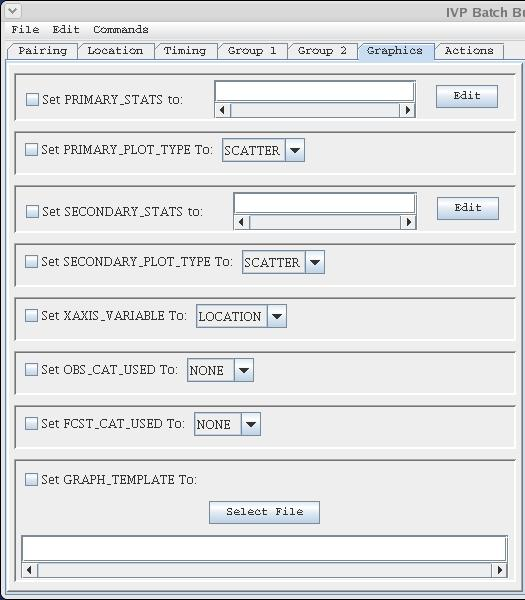 IVP Batch Bu
File Edit Commands
Pairing Location Timing Group 1 Group 2 Graphics Actions
Set PRIMARY_STATS to: Edit
Set PRIMARY_PLOT_TYPE To: SCATTER
Set SECONDARY_STATS to: Edit
Set SECONDARY_PLOT_TYPE To: SCATTER
Set XAXIS_VARIABLE To: LOCATION
Set OBS_CAT_USED To: NONE
Set FCST_CAT_USED To: NONE
Set GRAPH_TEMPLATE To:
Select File